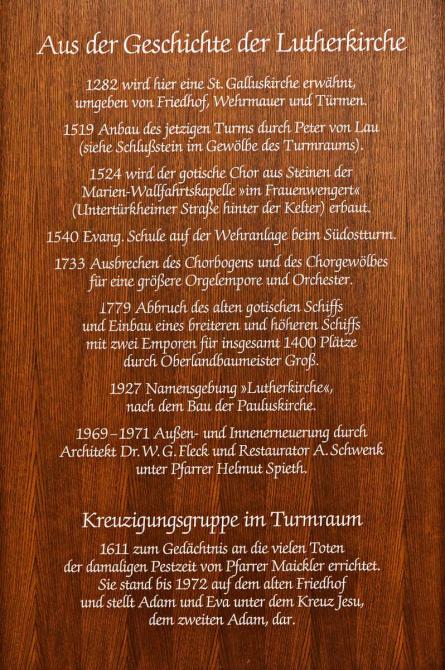 Aus der Geschichte der Lutherkirche
1282 wird hier eine St. Galluskirche erwähnt,
umgeben von Friedhof, Wehrmauer und Türmen.
1519 Anbau des jetzigen Turms durch Peter von Lau
(siehe Schlußstein im Gewölbe des Turmraums).
1524 wird der gotische Chor aus Steinen der
Marien-Wallfahrtskapelle »im Frauenwengert«
(Untertürkheimer Straße hinter der Kelter) erbaut.
1540 Evang. Schule auf der Wehranlage beim Südostturm.
1733 Ausbrechen des Chorbogens und des Chorgewölbes
für eine größere Orgelempore und Orchester.
1779 Abbruch des alten gotischen Schiffs
und Einbau eines breiteren und höheren Schiffs
mit zwei Emporen für insgesamt 1400 Plätze
durch Oberlandbaumeister Groß.
1927 Namensgebung »Lutherkirche«,
nach dem Bau der Pauluskirche.
1969–1971 Außen- und Innenerneuerung durch
Architekt Dr. W. G. Fleck und Restaurator A. Schwenk
unter Pfarrer Helmut Spieth.
Kreuzigungsgruppe im Turmraum
1611 zum Gedächtnis an die vielen Toten
der damaligen Pestzeit von Pfarrer Maickler errichtet.
Sie stand bis 1972 auf dem alten Friedhof
und stellt Adam und Eva unter dem Kreuz Jesu,
dem zweiten Adam, dar.